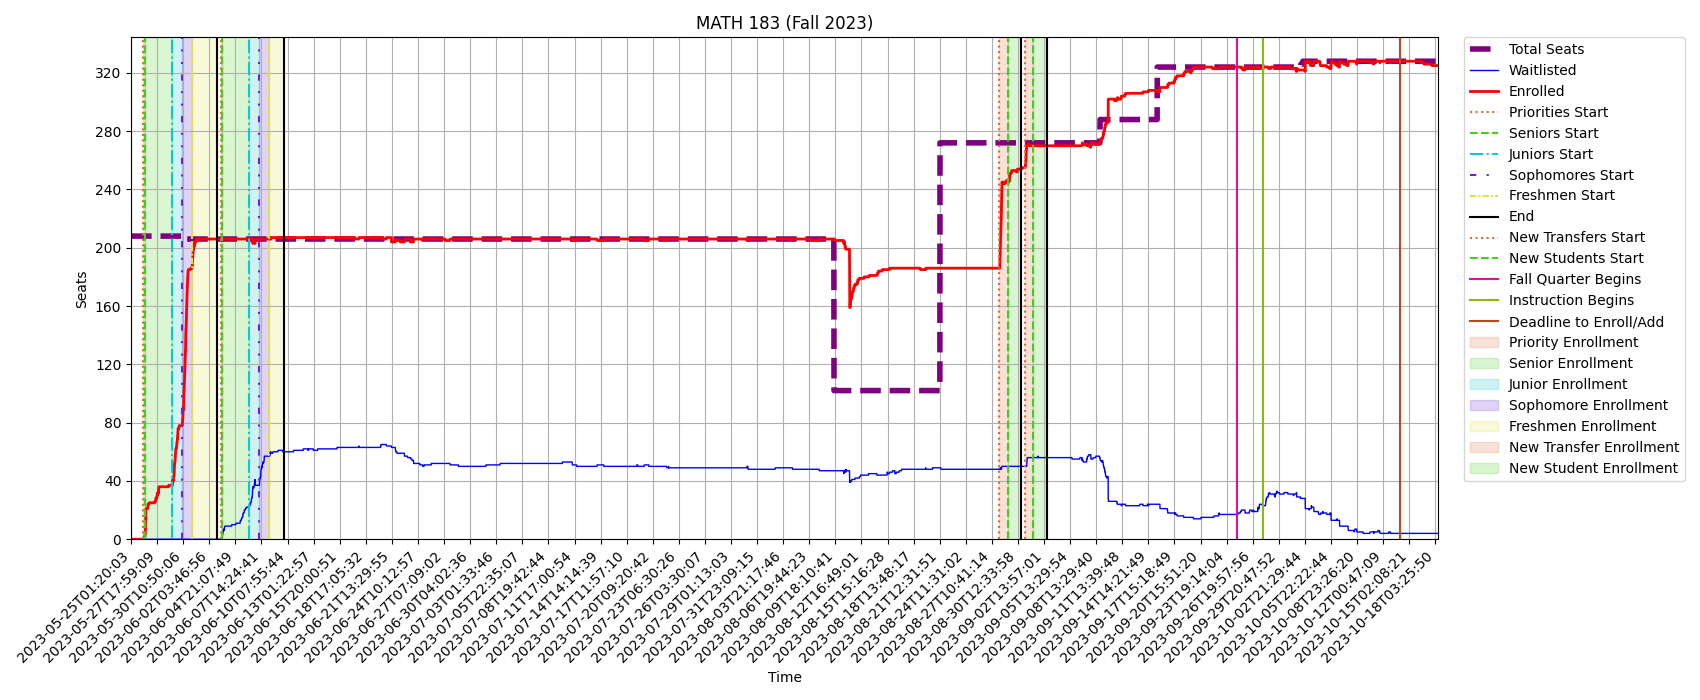 MATH 183 (Fall 2023)
Seats
320
280
240
200
160
120
80
40
0
2023-05-25T01:20:03
2023-05-27T17:59:09
2023-05-30T10:50:06
2023-06-02T03:46:56
2023-06-04T21:07:49
2023-06-07T14:24:41
2023-06-10T07:55:44
2023-06-13T01:22:57
2023-06-15T20:00:51
2023-06-18T17:05:32
2023-06-21T13:29:55
2023-06-24T10:12:57
2023-06-27T07:09:02
2023-06-30T04:02:36
2023-07-03T01:33:46
2023-07-05T22:35:07
2023-07-08T19:42:44
2023-07-11T17:00:54
2023-07-14T14:14:39
2023-07-17T11:57:10
2023-07-20T09:20:42
2023-07-23T06:30:26
2023-07-26T03:30:07
2023-07-29T01:13:03
2023-07-31T23:09:15
2023-08-03T21:17:46
2023-08-06T19:44:23
2023-08-09T18:10:41
2023-08-12T16:49:01
2023-08-15T15:16:28
2023-08-18T13:48:17
2023-08-21T12:31:51
2023-08-24T11:31:02
2023-08-27T10:41:14
2023-08-30T12:33:58
2023-09-02T13:57:01
2023-09-05T13:29:54
2023-09-08T13:29:40
2023-09-11T13:39:48
2023-09-14T14:21:49
2023-09-17T15:18:49
2023-09-20T15:51:20
2023-09-23T19:14:04
2023-09-26T19:57:56
2023-09-29T20:47:52
2023-10-02T21:29:44
2023-10-05T22:22:44
2023-10-08T23:26:20
2023-10-12T00:47:09
2023-10-15T02:08:21
2023-10-18T03:25:50
Time
Total Seats
Waitlisted
Enrolled
Priorities Start
Seniors Start
Juniors Start
Sophomores Start
Freshmen Start
End
New Transfers Start
New Students Start
Fall Quarter Begins
Instruction Begins
Deadline to Enroll/Add
Priority Enrollment
Senior Enrollment
Junior Enrollment
Sophomore Enrollment
Freshmen Enrollment
New Transfer Enrollment
New Student Enrollment